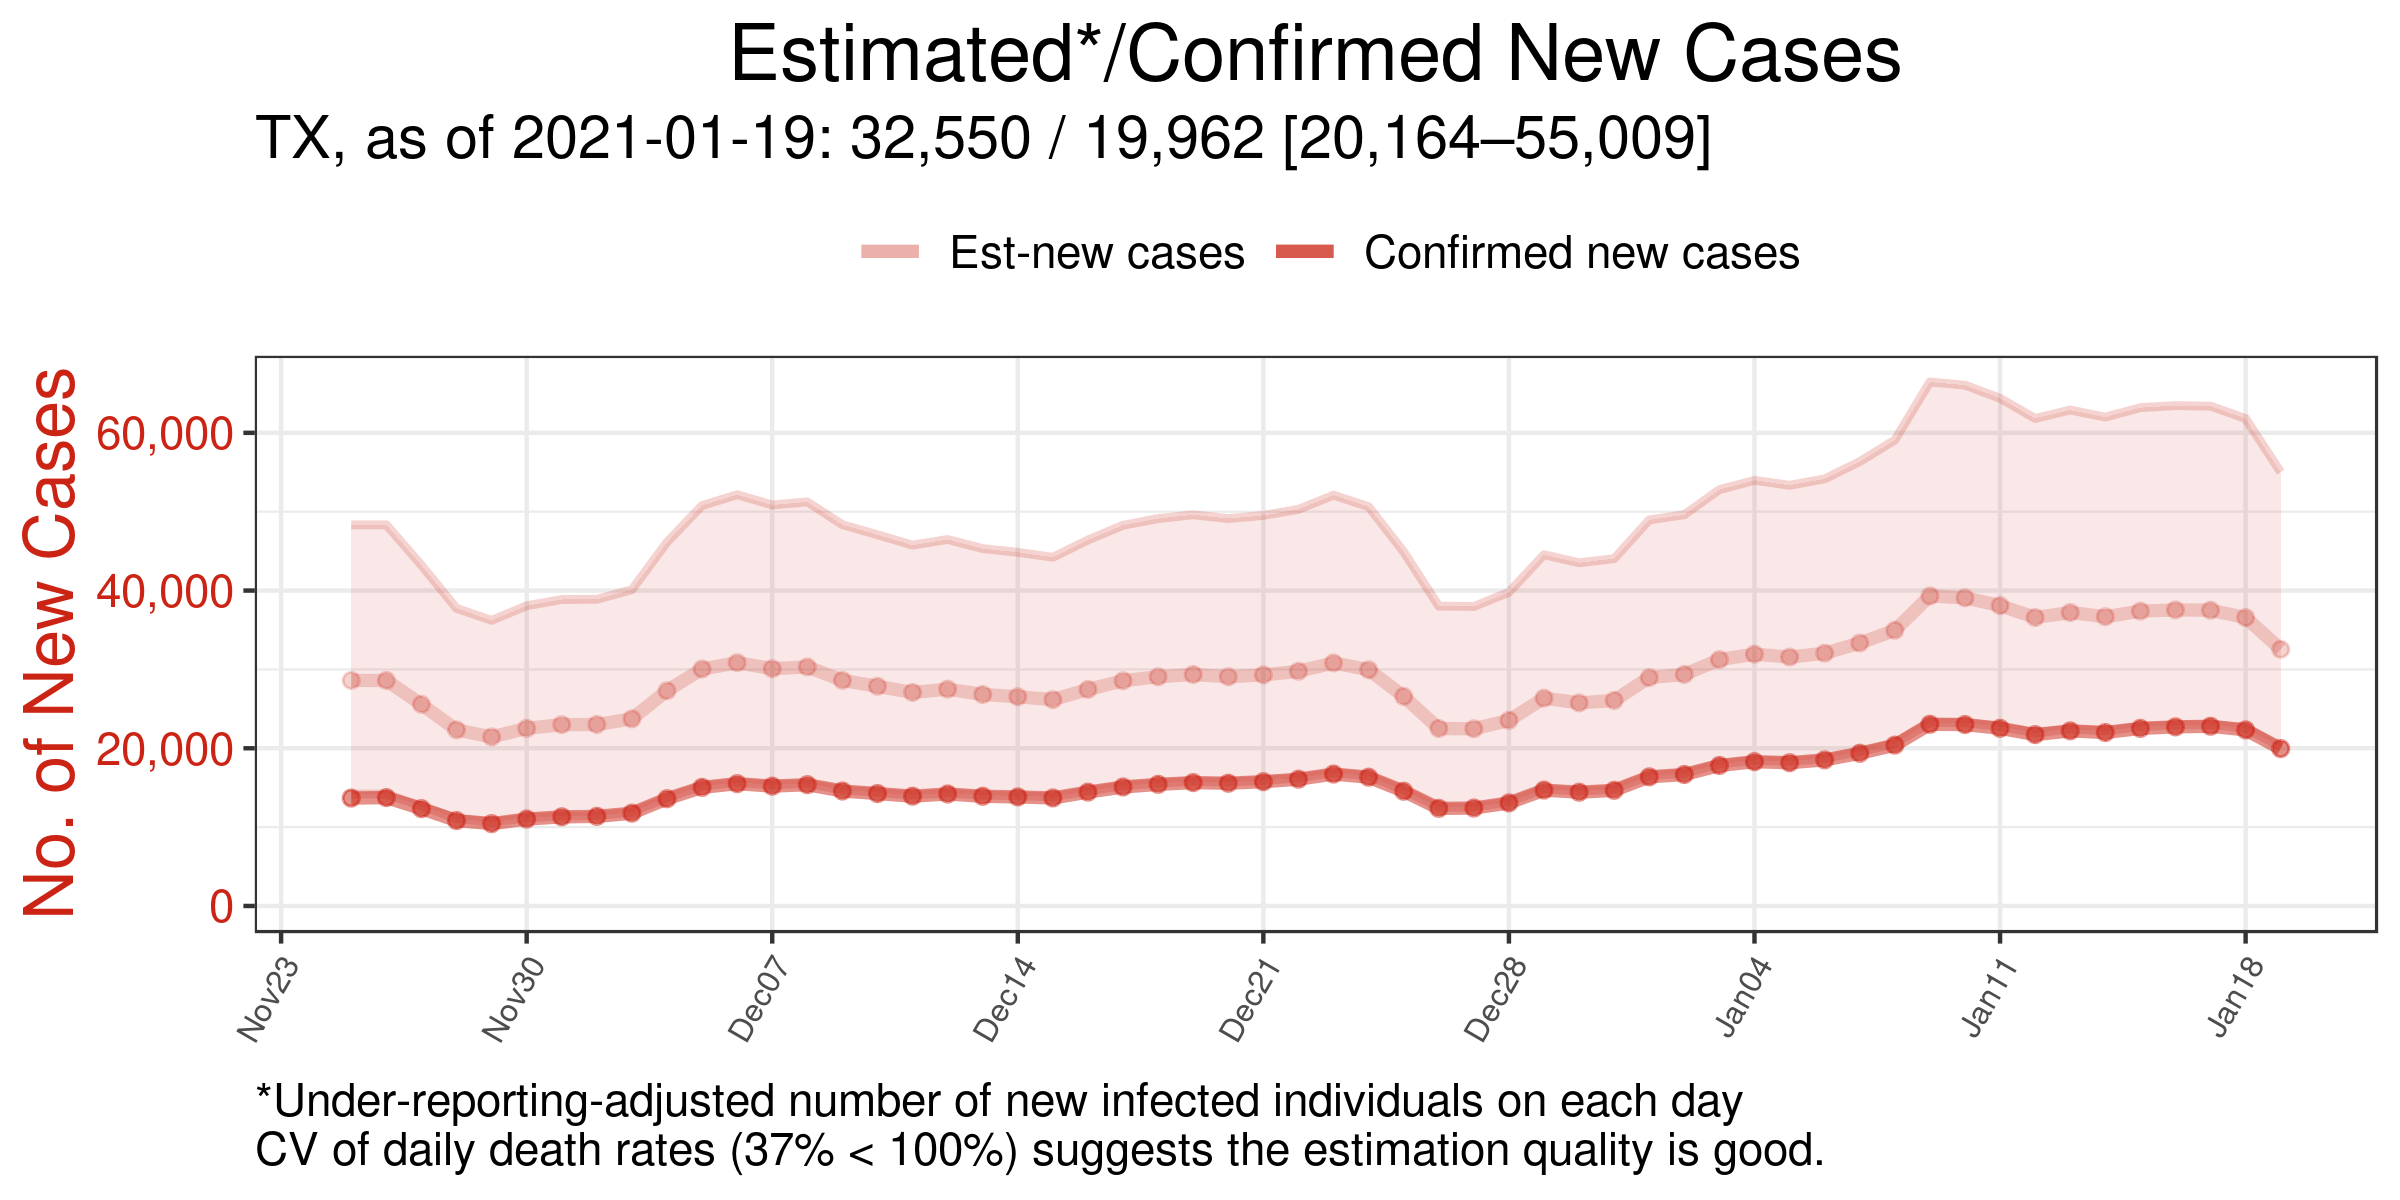 Estimated*/Confirmed New Cases
TX, as of 2021-01-19: 32,550 / 19,962 [20,164–55,009]
Est-new cases Confirmed new cases
No. of New Cases
60,000
40,000
20,000
0
Nov23 Nov30 Dec07 Dec14 Dec21 Dec28 Jan04 Jan11 Jan18
*Under-reporting-adjusted number of new infected individuals on each day
CV of daily death rates (37% < 100%) suggests the estimation quality is good.